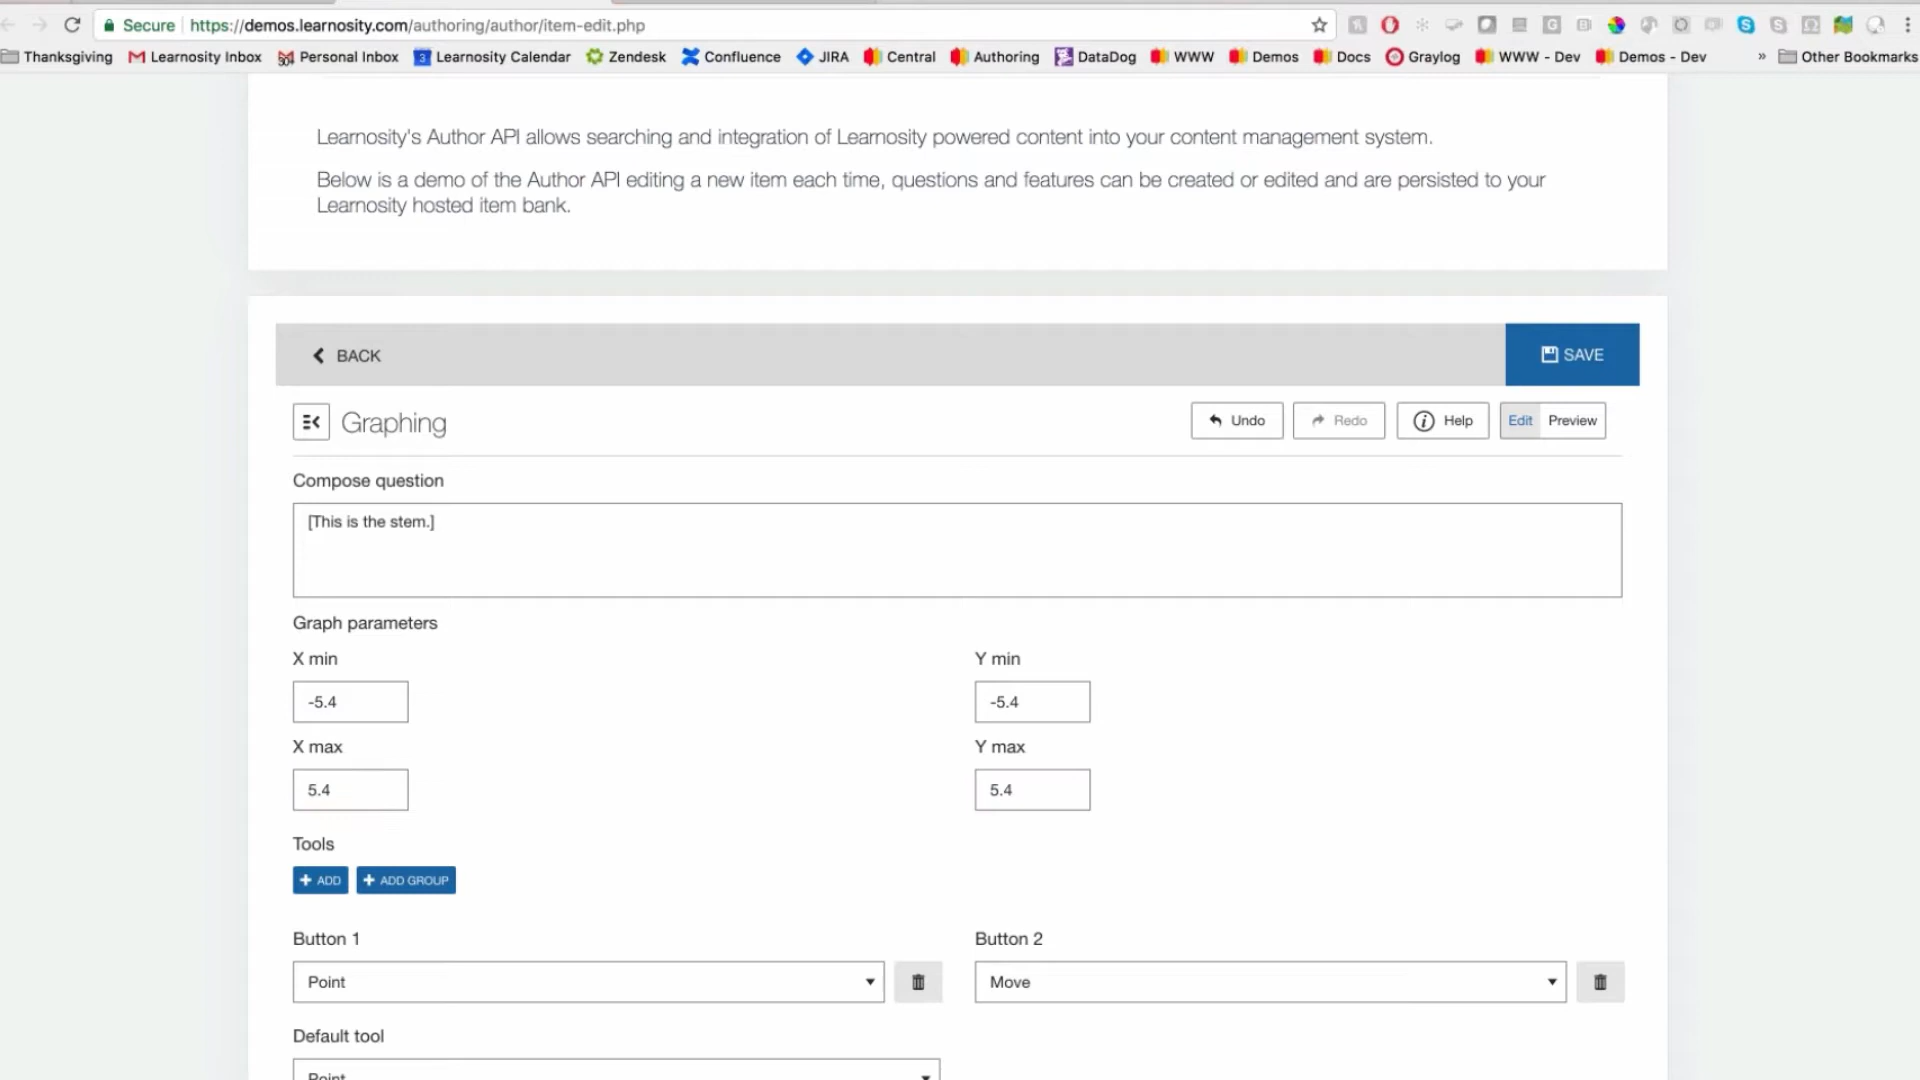 Secure https://demos.learnosity.com/authoring/author/item-edit.php
Thanksgiving Learnosity Inbox Personal Inbox 3 Learnosity Calendar Zendesk Confluence JIRA Central Authoring DataDog WWW Demos Docs Graylog WWW - Dev Demos - Dev » Other Bookmarks
Learnosity's Author API allows searching and integration of Learnosity powered content into your content management system.
Below is a demo of the Author API editing a new item each time, questions and features can be created or edited and are persisted to your
Learnosity hosted item bank.
BACK SAVE
Graphing Undo Redo Help Edit Preview
Compose question
[This is the stem.]
Graph parameters
X min Y min
-5.4 -5.4
X max Y max
5.4 5.4
Tools
+ ADD + ADD GROUP
Button 1 Button 2
Point Move
Default tool
Point